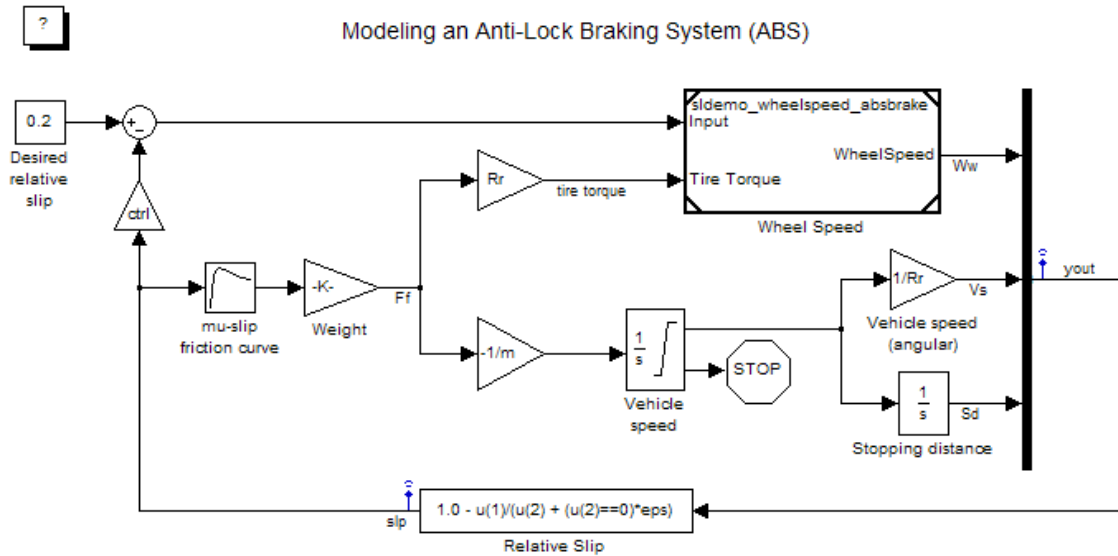 ?
Modeling an Anti-Lock Braking System (ABS)
sldemo_wheelspeed_absbrake
Input
WheelSpeed
Ww
Tire Torque
Wheel Speed
0.2
+
-
Desired
relative
slip
ctrl
Rr
tire torque
mu-slip
friction curve
-K-
Ff
Weight
-1/m
1
s
Vehicle
speed
STOP
1/Rr
Vs
Vehicle speed
(angular)
yout
1
s
Sd
Stopping distance
slp
1.0 - u(1)/(u(2) + (u(2)==0)*eps)
Relative Slip